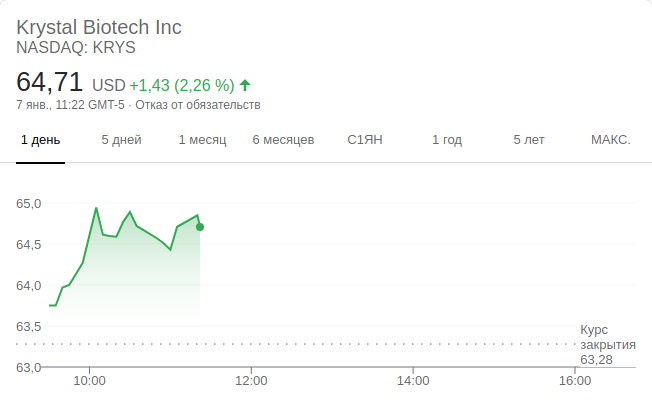 Krystal Biotech Inc
NASDAQ: KRYS
64,71 USD +1,43 (2,26 %)
7 янв., 11:22 GMT-5 · Отказ от обязательств
1 день 5 дней 1 месяц 6 месяцев С1ЯН 1 год 5 лет МАКС.
65,0
64,5
64,0
63,5
63,0
Курс
закрытия
63,28
10:00 12:00 14:00 16:00